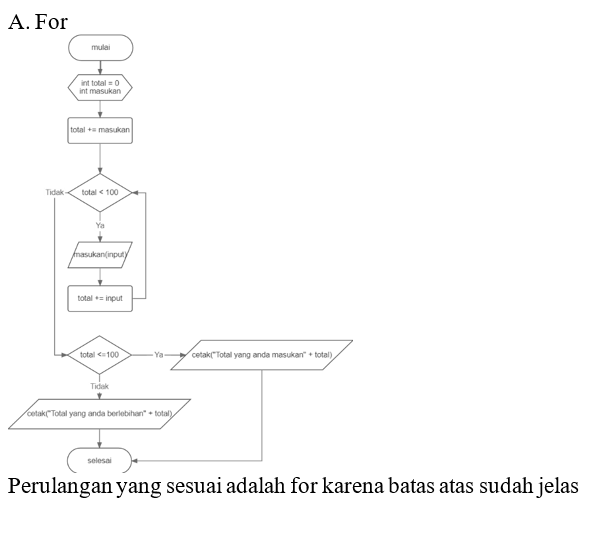 A. For
mulai
int total = 0
int masukan
total += masukan
Tidak
total < 100
Ya
masukan(input)
total += input
total <=100
Ya
cetak("Total yang anda masukan" + total)
Tidak
cetak("Total yang anda berlebihan" + total)
selesai
Perulangan yang sesuai adalah for karena batas atas sudah jelas